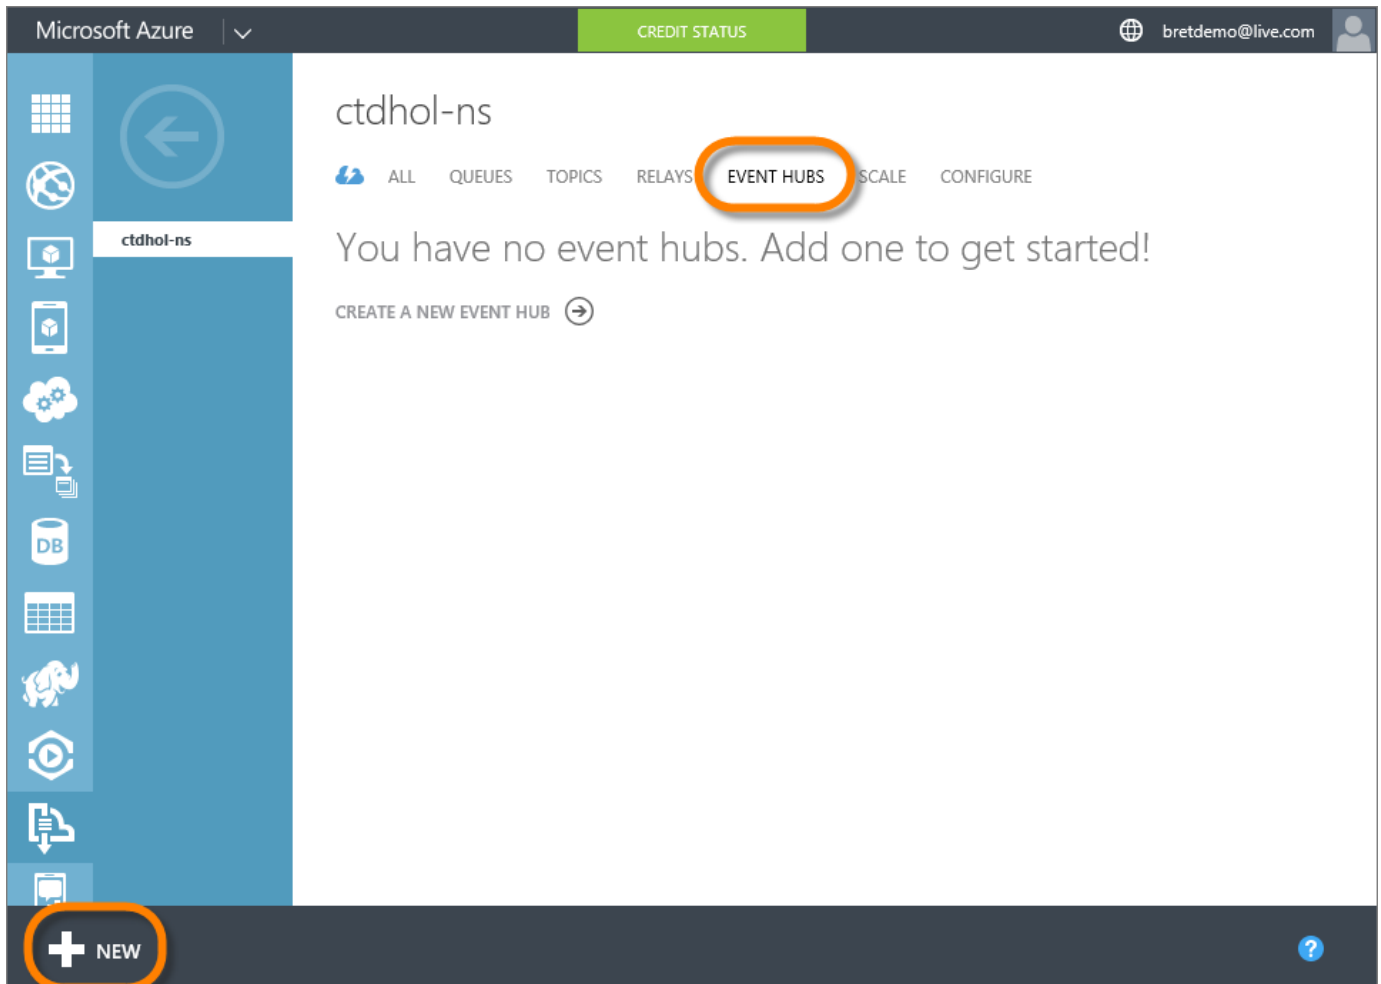 Microsoft Azure
CREDIT STATUS
bretdemo@live.com
ctdhol-ns
ALL QUEUES TOPICS RELAYS EVENT HUBS SCALE CONFIGURE
ctdhol-ns
You have no event hubs. Add one to get started!
CREATE A NEW EVENT HUB
DB
NEW
?